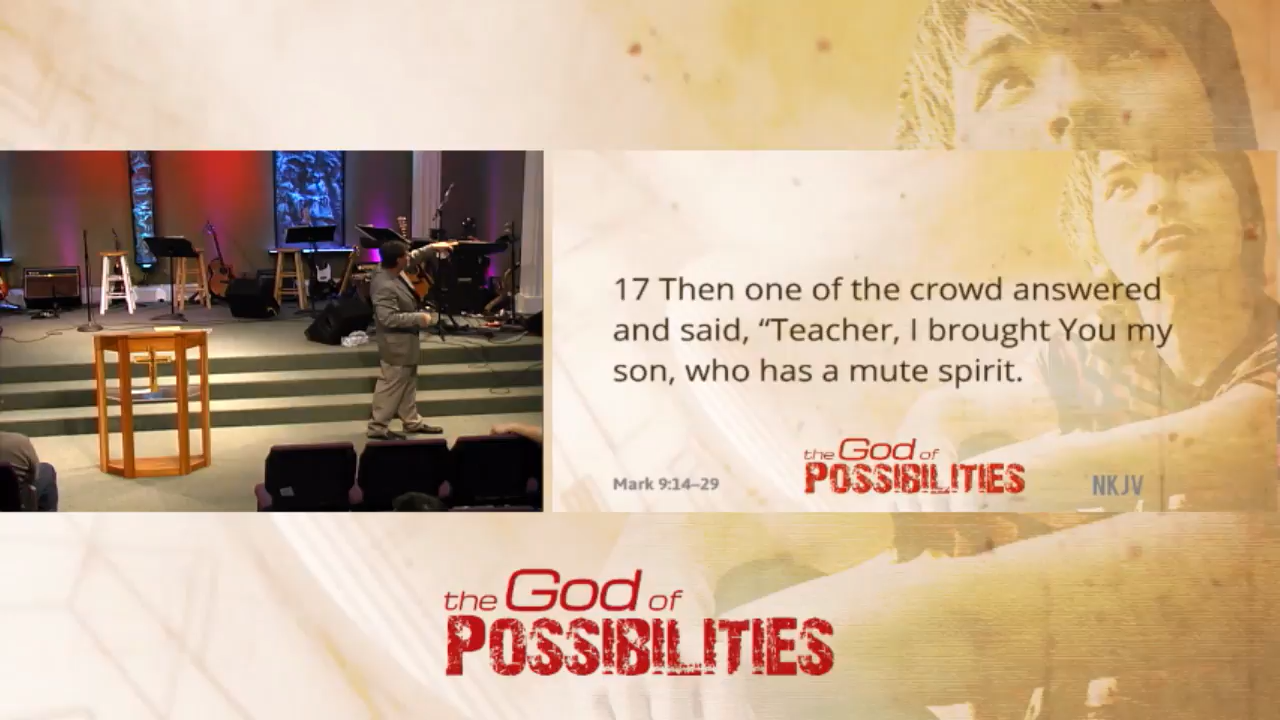 17 Then one of the crowd answered
and said, “Teacher, I brought You my
son, who has a mute spirit.
the God of
POSSIBILITIES
Mark 9:14–29
NKJV
the God of
POSSIBILITIES